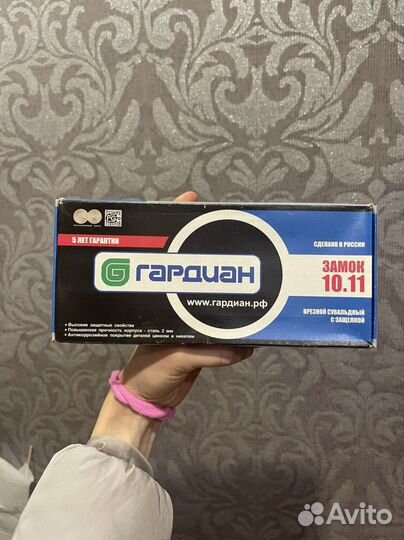 5 ЛЕТ ГАРАНТИИ
ГАРДИАН
www.гардиан.рф
• Высокие защитные свойства
• Повышенная прочность корпуса - сталь 2 мм
• Антикоррозийное покрытие деталей цинком и никелем
СДЕЛАНО В РОССИИ
ЗАМОК
10.11
ВРЕЗНОЙ СУВАЛЬДНЫЙ
С ЗАЩЕЛКОЙ
Avito